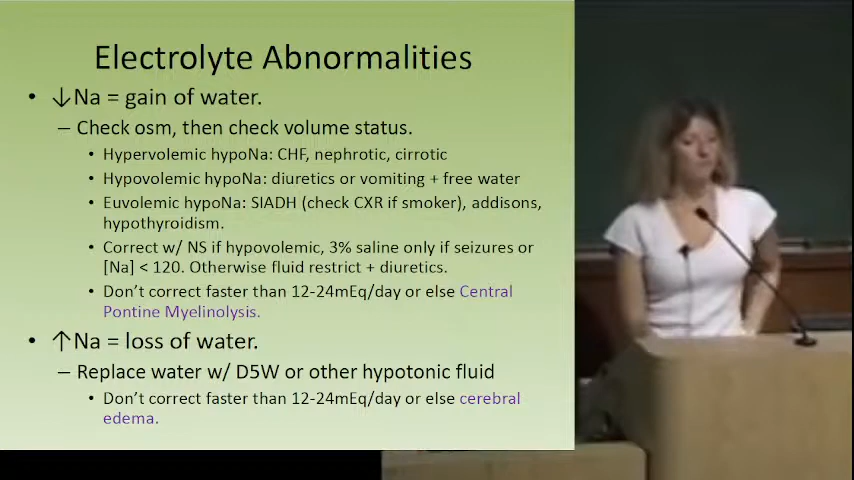 Electrolyte Abnormalities
• ↓Na = gain of water.
– Check osm, then check volume status.
• Hypervolemic hypoNa: CHF, nephrotic, cirrotic
• Hypovolemic hypoNa: diuretics or vomiting + free water
• Euvolemic hypoNa: SIADH (check CXR if smoker), addisons,
hypothyroidism.
• Correct w/ NS if hypovolemic, 3% saline only if seizures or
[Na] < 120. Otherwise fluid restrict + diuretics.
• Don't correct faster than 12-24mEq/day or else Central
Pontine Myelinolysis.
• ↑Na = loss of water.
– Replace water w/ D5W or other hypotonic fluid
• Don't correct faster than 12-24mEq/day or else cerebral
edema.